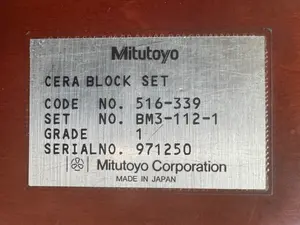 Mitutoyo
CERA BLOCK SET
CODE NO. 516-339
SET NO. BM3-112-1
GRADE 1
SERIALNO. 971250
Mitutoyo Corporation
MADE IN JAPAN